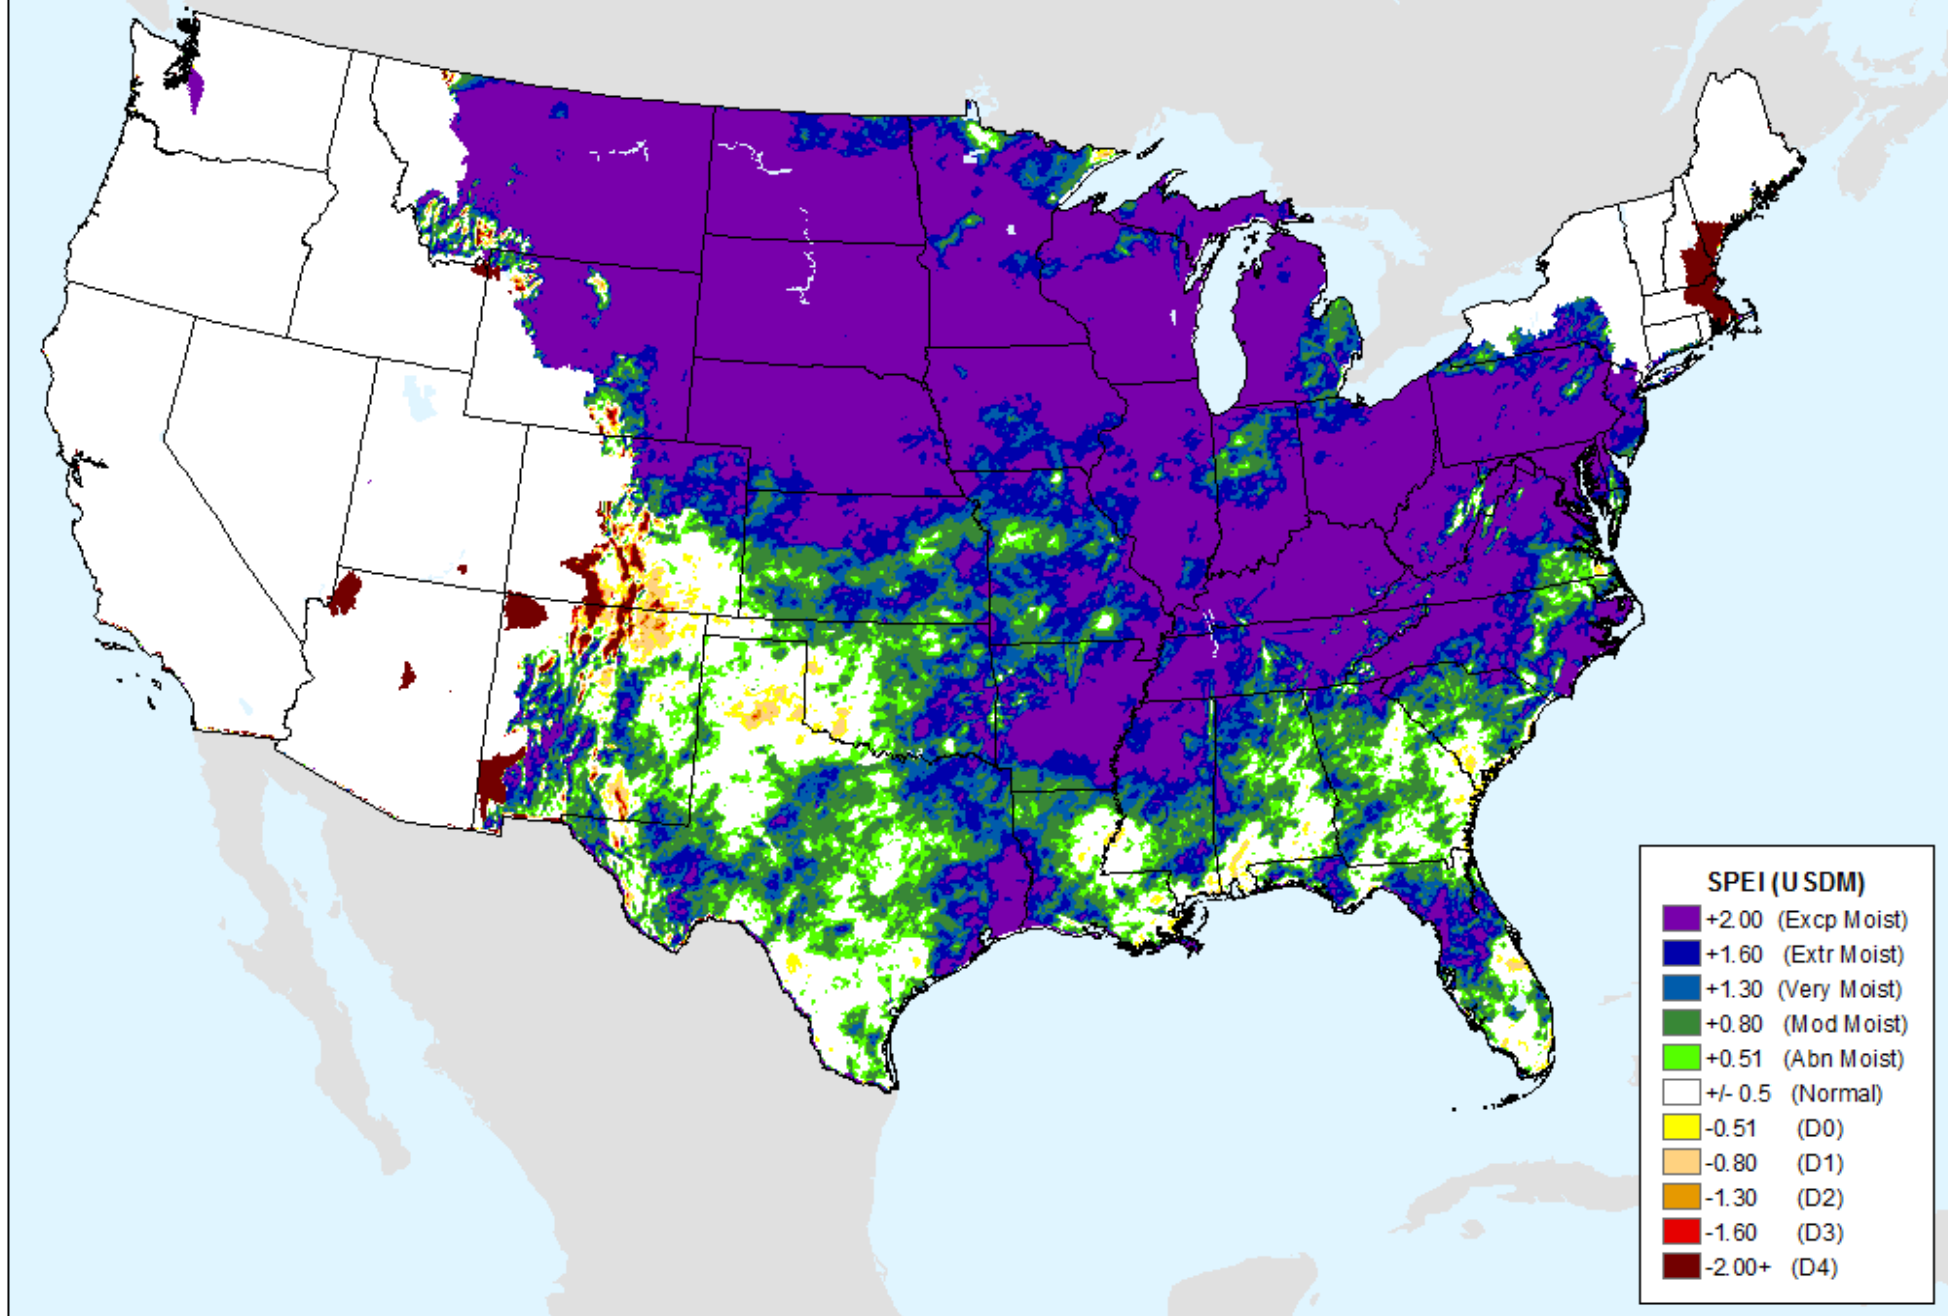 SPEI (USDM)
+2.00 (Excp Moist)
+1.60 (Extr Moist)
+1.30 (Very Moist)
+0.80 (Mod Moist)
+0.51 (Abn Moist)
+/- 0.5 (Normal)
-0.51 (D0)
-0.80 (D1)
-1.30 (D2)
-1.60 (D3)
-2.00+ (D4)